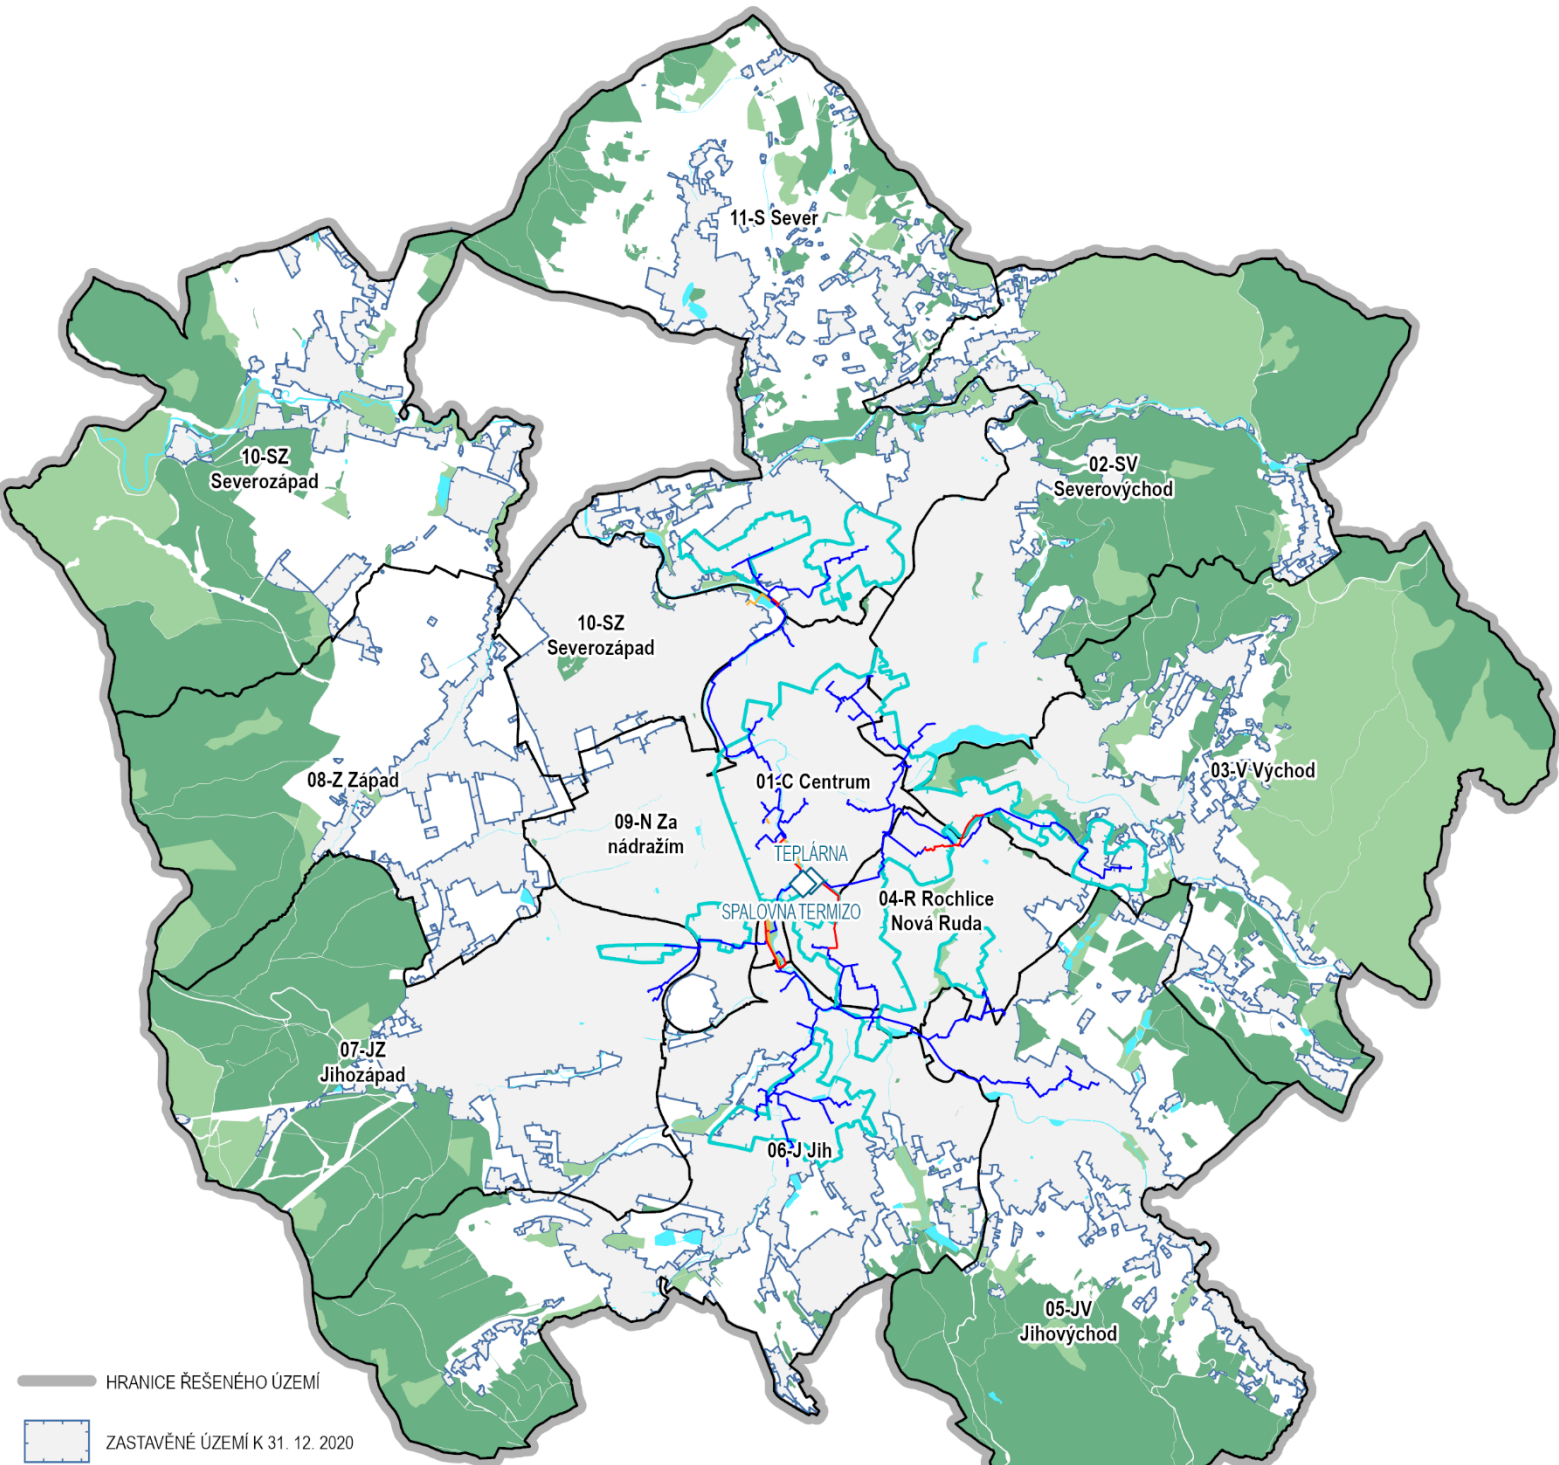 11-S Sever
10-SZ
Severozápad
02-SV
Severovýchod
10-SZ
Severozápad
08-Z Západ
01-C Centrum
03-V Východ
09-N Za
nádražím
TEPLÁRNA
SPALOVNA TERMIZO
04-R Rochlice
Nová Ruda
07-JZ
Jihozápad
06-J Jih
05-JV
Jihovýchod
HRANICE ŘEŠENÉHO ÚZEMÍ
ZASTAVĚNÉ ÚZEMÍ K 31. 12. 2020